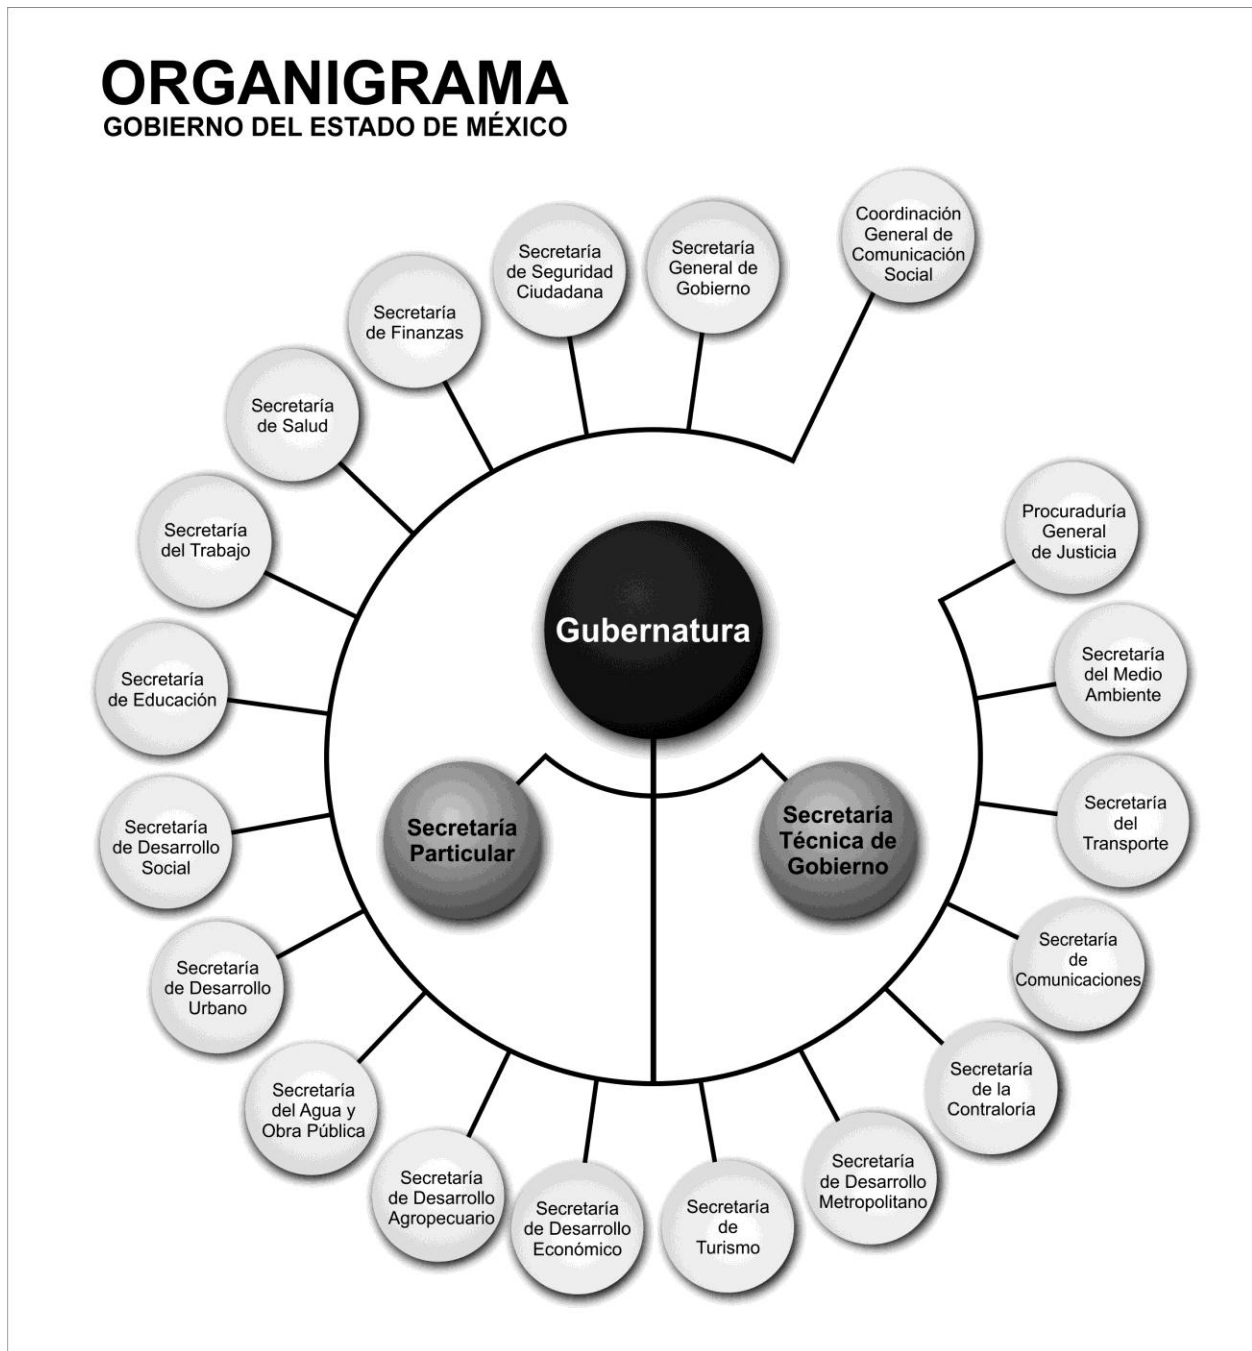 ORGANIGRAMA
GOBIERNO DEL ESTADO DE MÉXICO
Coordinación
General de
Comunicación
Social
Secretaría
General de
Gobierno
Secretaría
de Seguridad
Ciudadana
Secretaría
de Finanzas
Secretaría
de Salud
Secretaría
del Trabajo
Secretaría
de Educación
Secretaría
de Desarrollo
Social
Secretaría
de Desarrollo
Urbano
Secretaría
del Agua y
Obra Pública
Secretaría
de Desarrollo
Agropecuario
Secretaría
de Desarrollo
Económico
Secretaría
de
Turismo
Secretaría
de Desarrollo
Metropolitano
Secretaría
de la
Contraloría
Secretaría
de
Comunicaciones
Secretaría
del
Transporte
Secretaría
del Medio
Ambiente
Procuraduría
General
de Justicia
Gubernatura
Secretaría
Particular
Secretaría
Técnica de
Gobierno